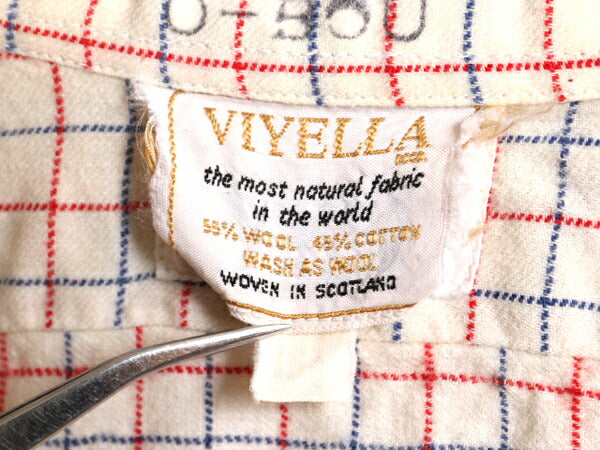 VIYELLA
the most natural fabric
in the world
55% WOOL 45% COTTON
WASH AS WOOL
WOVEN IN SCOTLAND